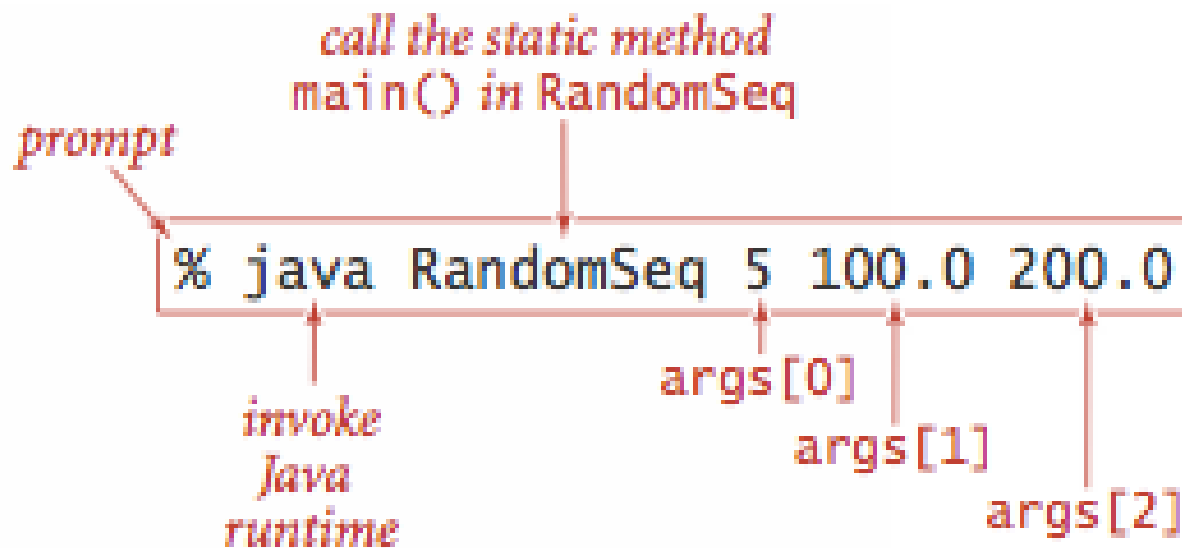 call the static method
main() in RandomSeq
prompt
% java RandomSeq 5 100.0 200.0
args[0]
invoke
args[1]
Java
args[2]
runtime